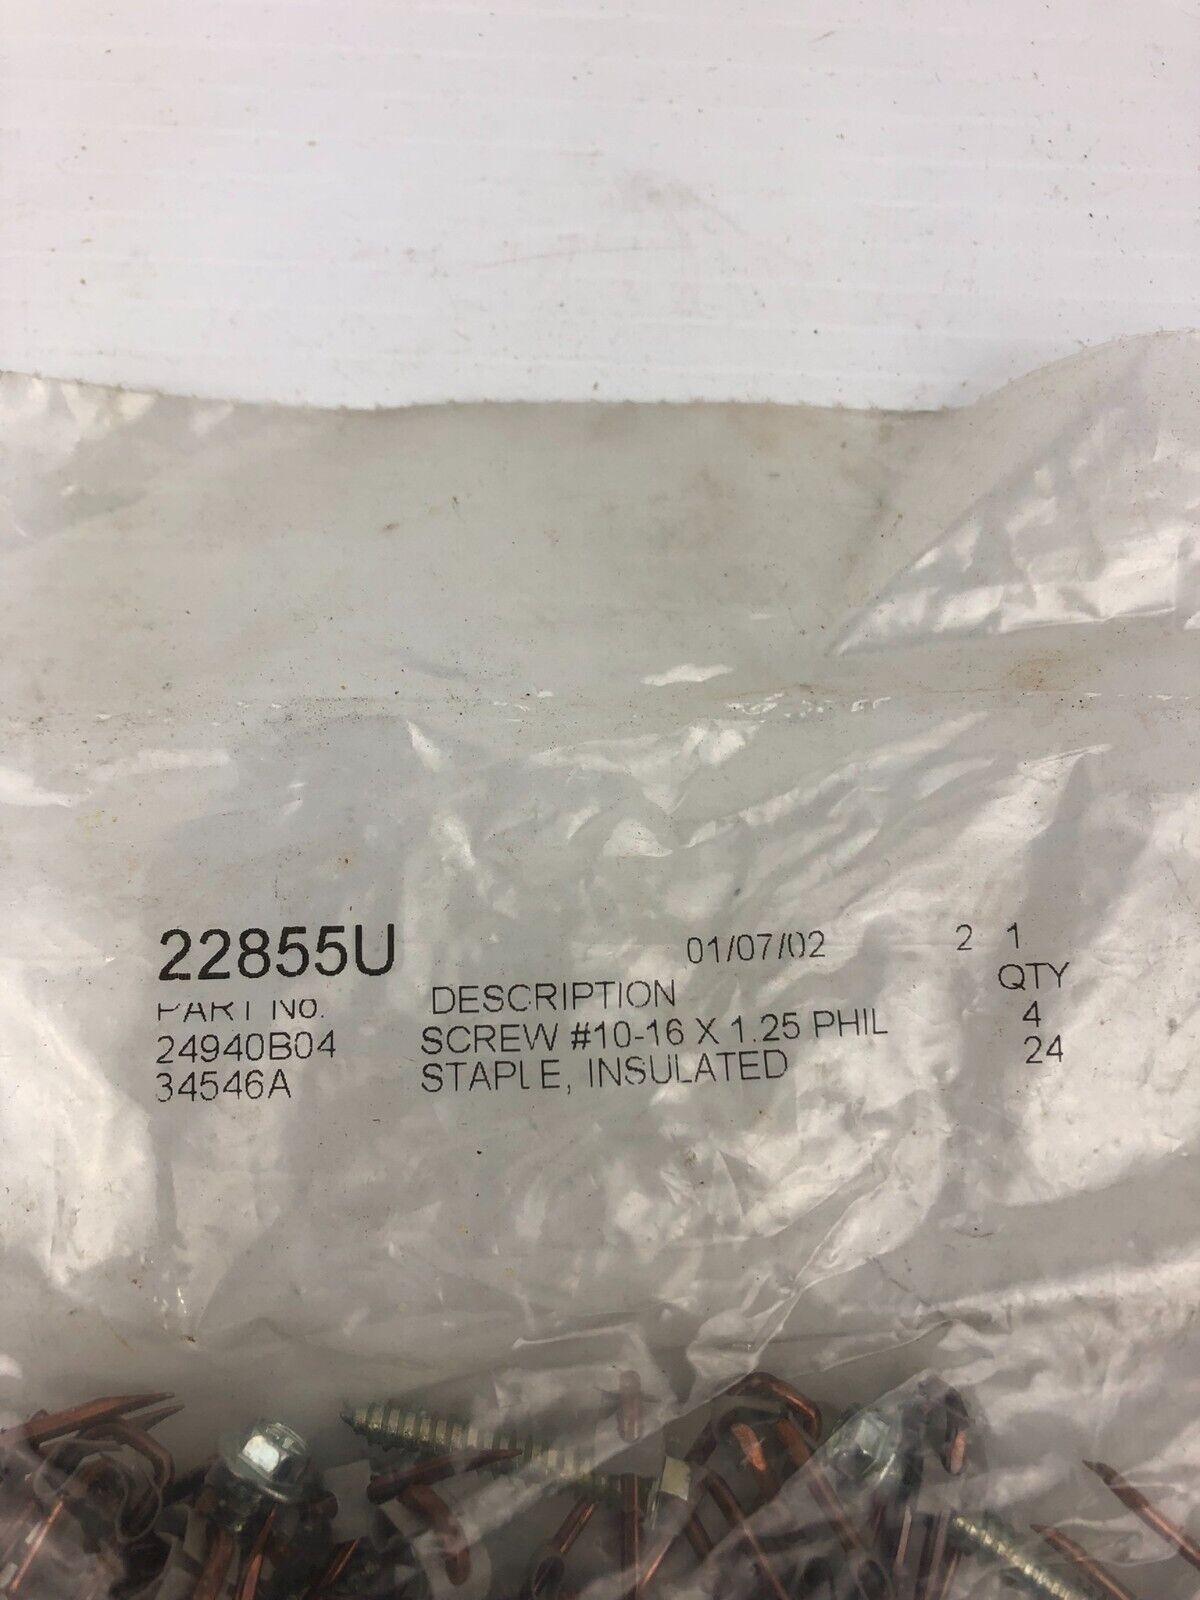 22855U 01/07/02 2 1
PART NO. DESCRIPTION QTY
24940B04 SCREW #10-16 X 1.25 PHIL 4
34546A STAPLE, INSULATED 24